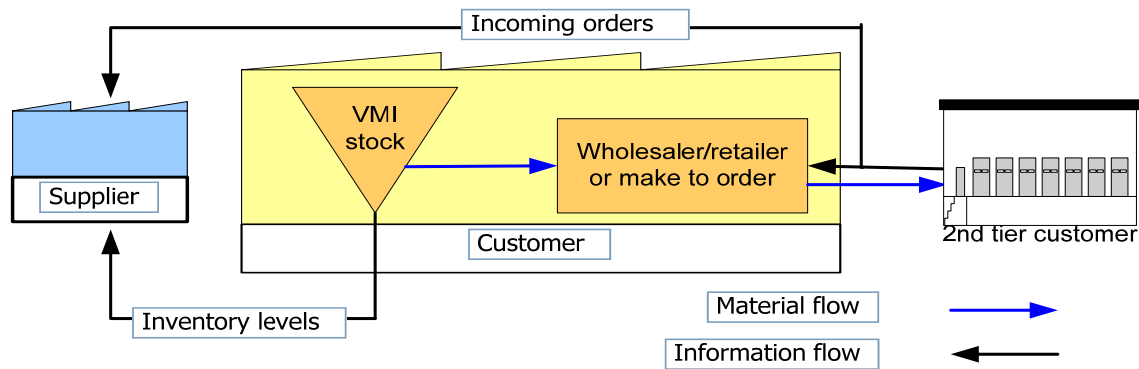 Incoming orders
VMI
stock
Wholesaler/retailer
or make to order
Supplier
Customer
2nd tier customer
Inventory levels
Material flow
Information flow